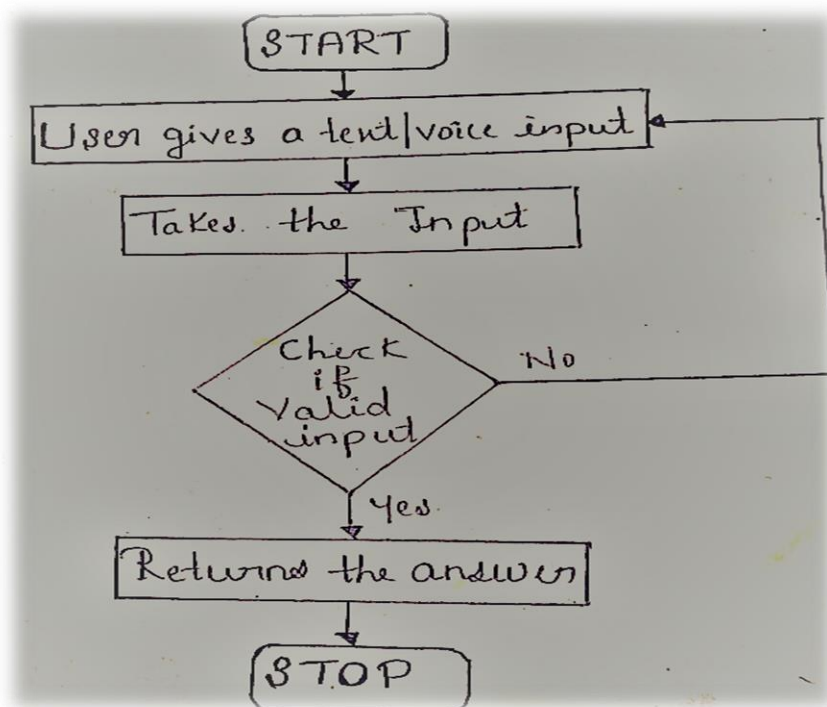 START
User gives a text/voice input
Takes the Input
Check
if
Valid
input
No
Yes
Returns the answer
STOP